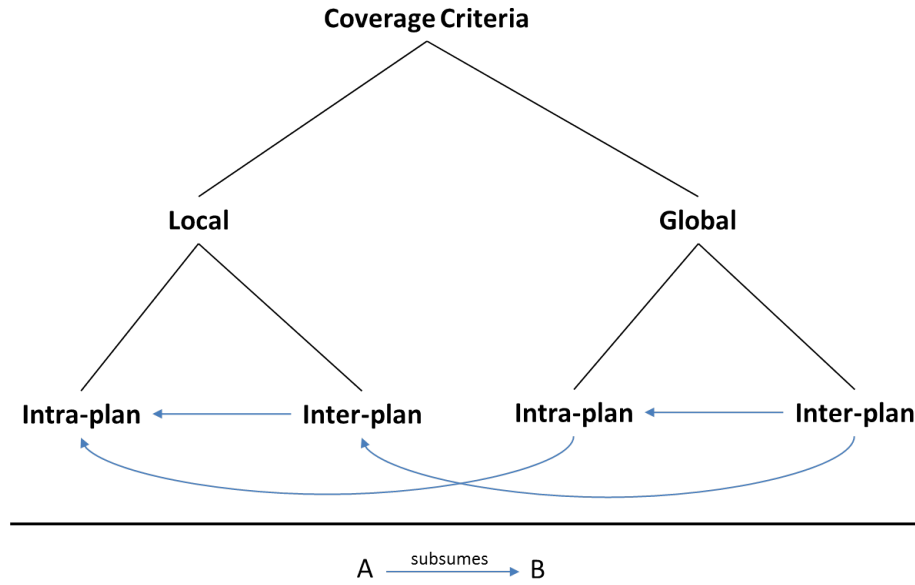 Coverage Criteria
Local
Global
Intra-plan
Inter-plan
Intra-plan
Inter-plan
A subsumes B